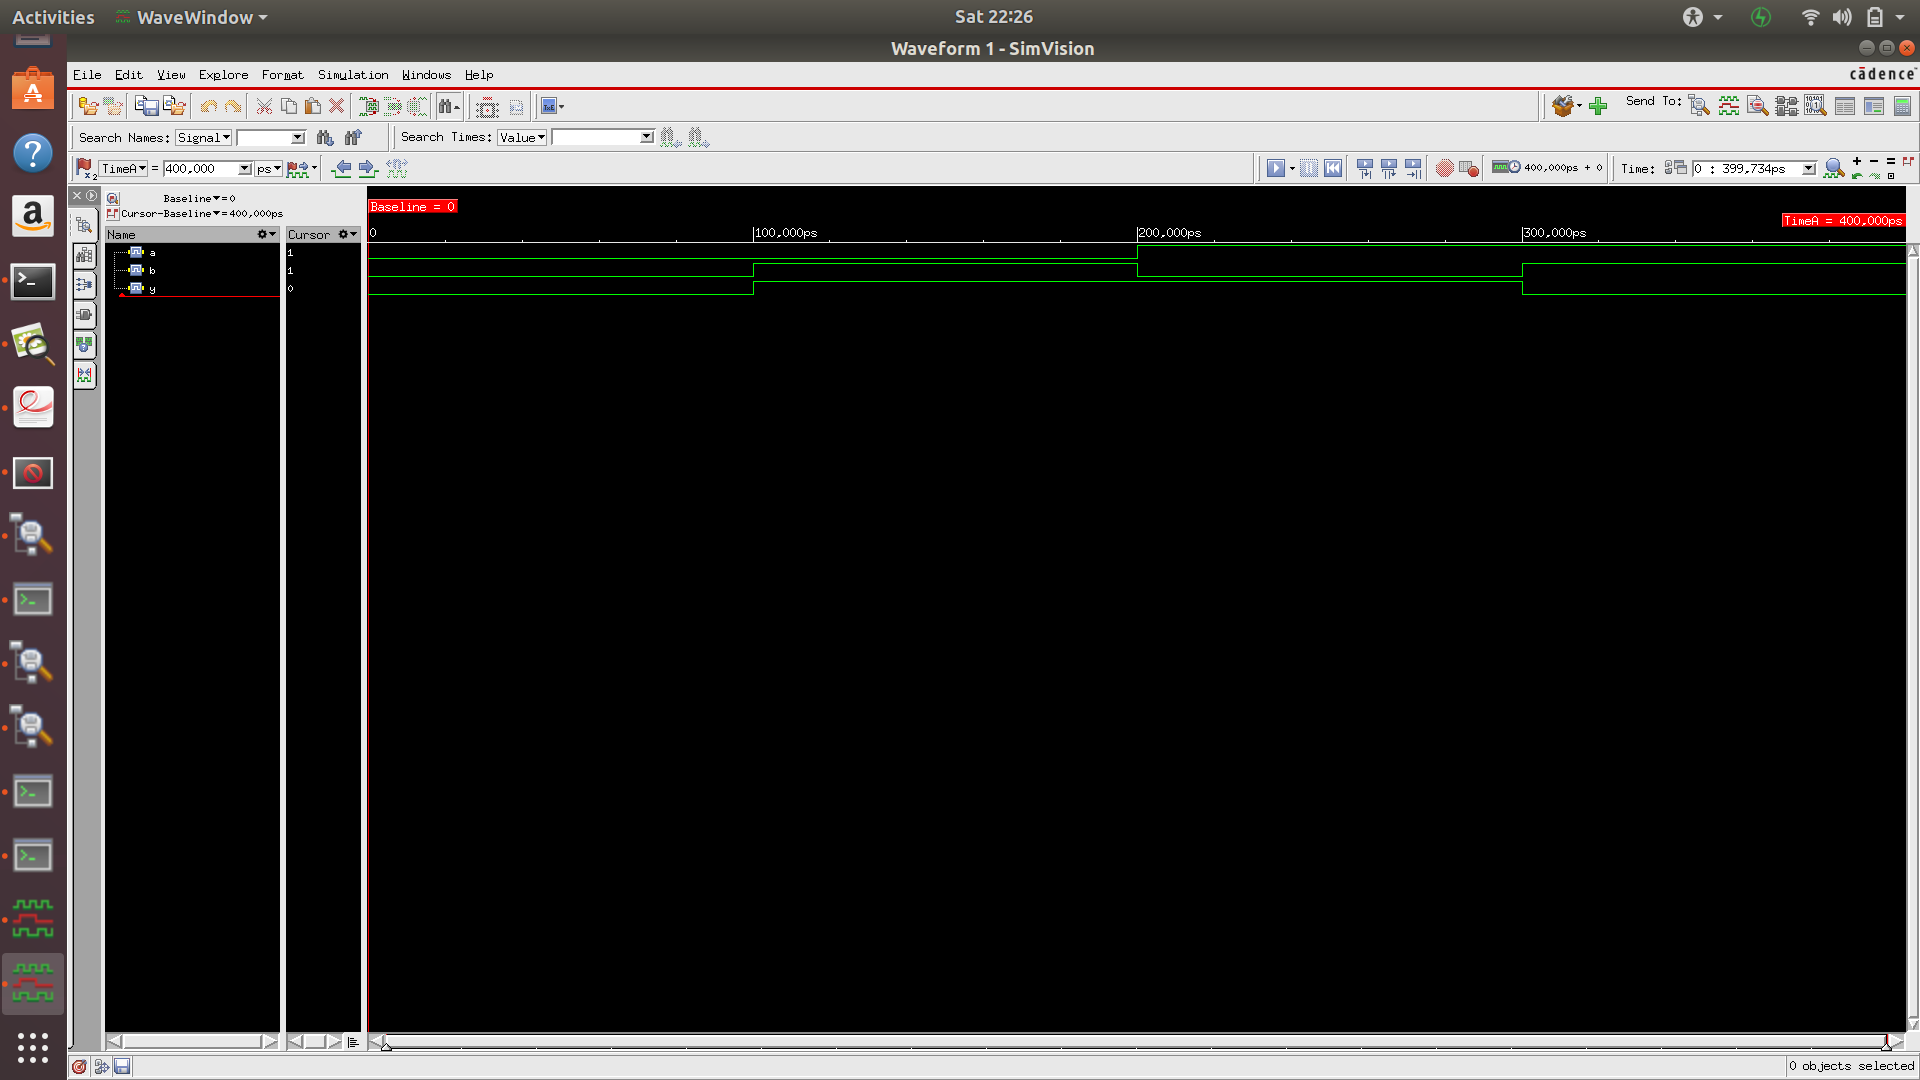 Activities WaveWindow Sat 22:26
Waveform 1 - SimVision
File Edit View Explore Format Simulation Windows Help cādence
Send To:
Search Names: Signal Search Times: Value
TimeA = 400,000 ps 400,000ps + 0 Time: 0 : 399,734ps
Baseline = 0
Cursor-Baseline = 400,000ps
Baseline = 0
TimeA = 400,000ps
Name Cursor 0 100,000ps 200,000ps 300,000ps
a 1
b 1
y 0
0 objects selected